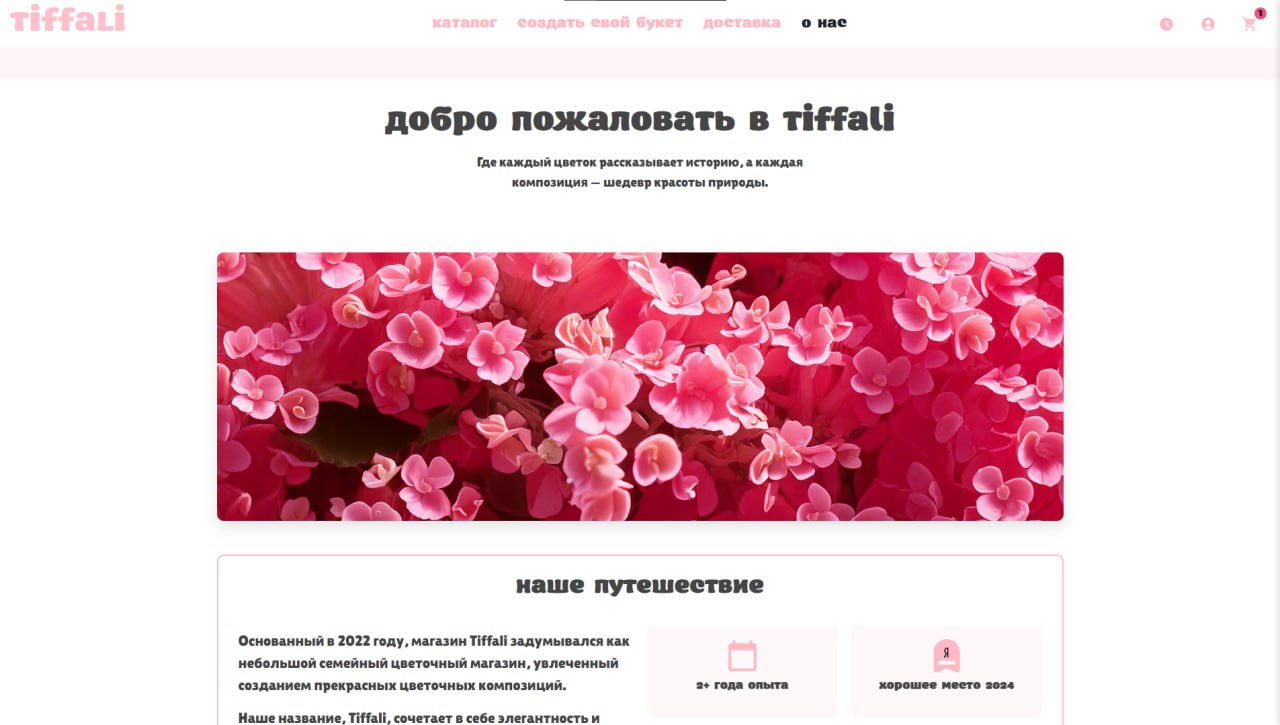 Tiffali
каталог
создать свой букет
доставка
о нас
1
добро пожаловать в tiffali
Где каждый цветок рассказывает историю, а каждая
композиция — шедевр красоты природы.
наше путешествие
Основанный в 2022 году, магазин Tiffali задумывался как
небольшой семейный цветочный магазин, увлеченный
созданием прекрасных цветочных композиций.
Наше название, Tiffali, сочетает в себе элегантность и
2+ года опыта
Я
хорошее место 2024